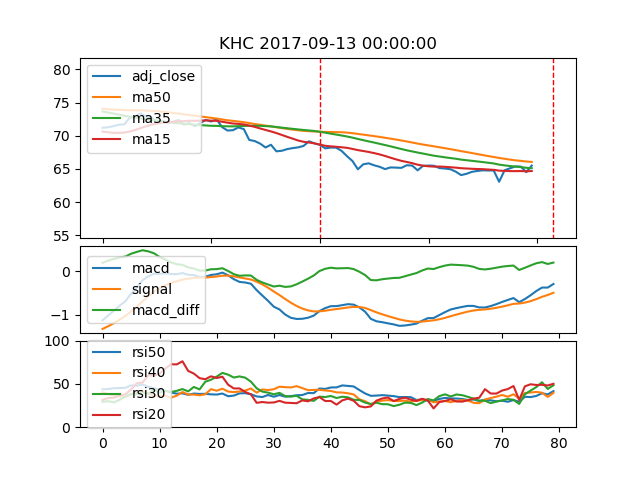 KHC 2017-09-13 00:00:00
80
75
70
65
60
55
adj_close
ma50
ma35
ma15
0
−1
macd
signal
macd_diff
100
50
0
rsi50
rsi40
rsi30
rsi20
0 10 20 30 40 50 60 70 80